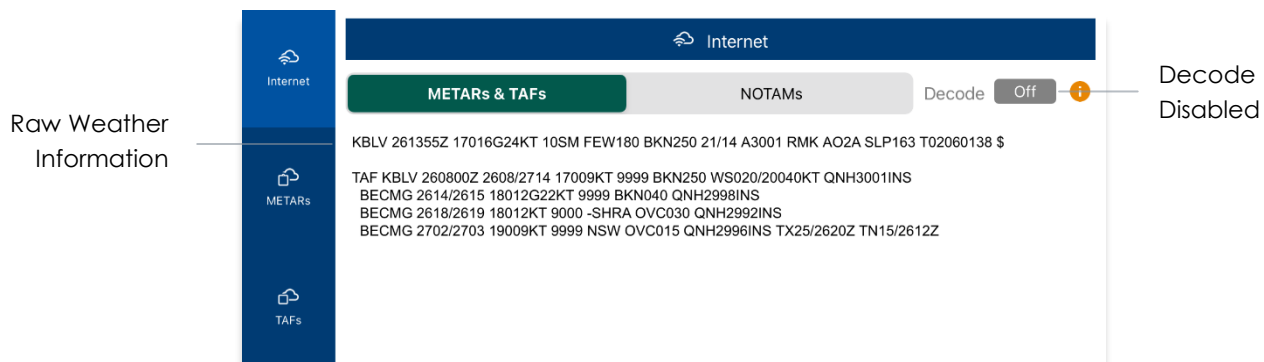 Internet
Internet
METARs & TAFs
NOTAMs
Decode
Off
i
Decode
Disabled
Raw Weather
Information
KBLV 261355Z 17016G24KT 10SM FEW180 BKN250 21/14 A3001 RMK AO2A SLP163 T02060138 $
TAF KBLV 260800Z 2608/2714 17009KT 9999 BKN250 WS020/20040KT QNH3001INS
BECMG 2614/2615 18012G22KT 9999 BKN040 QNH2998INS
BECMG 2618/2619 18012KT 9000 -SHRA OVC030 QNH2992INS
BECMG 2702/2703 19009KT 9999 NSW OVC015 QNH2996INS TX25/2620Z TN15/2612Z
METARs
TAFs